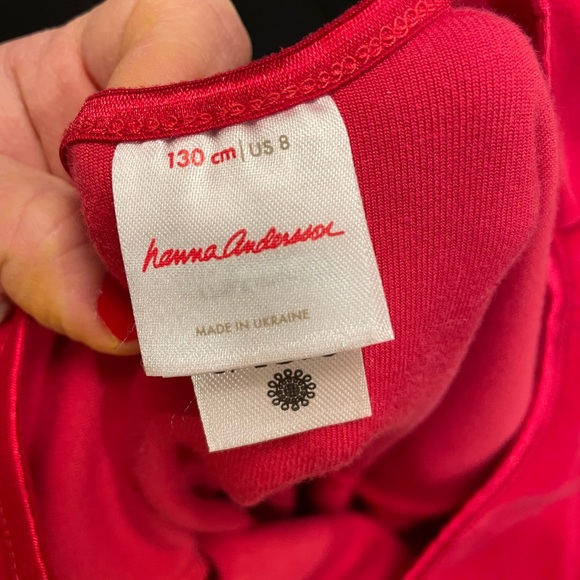 130 cm | US 8
hanna Andersson
MADE IN UKRAINE